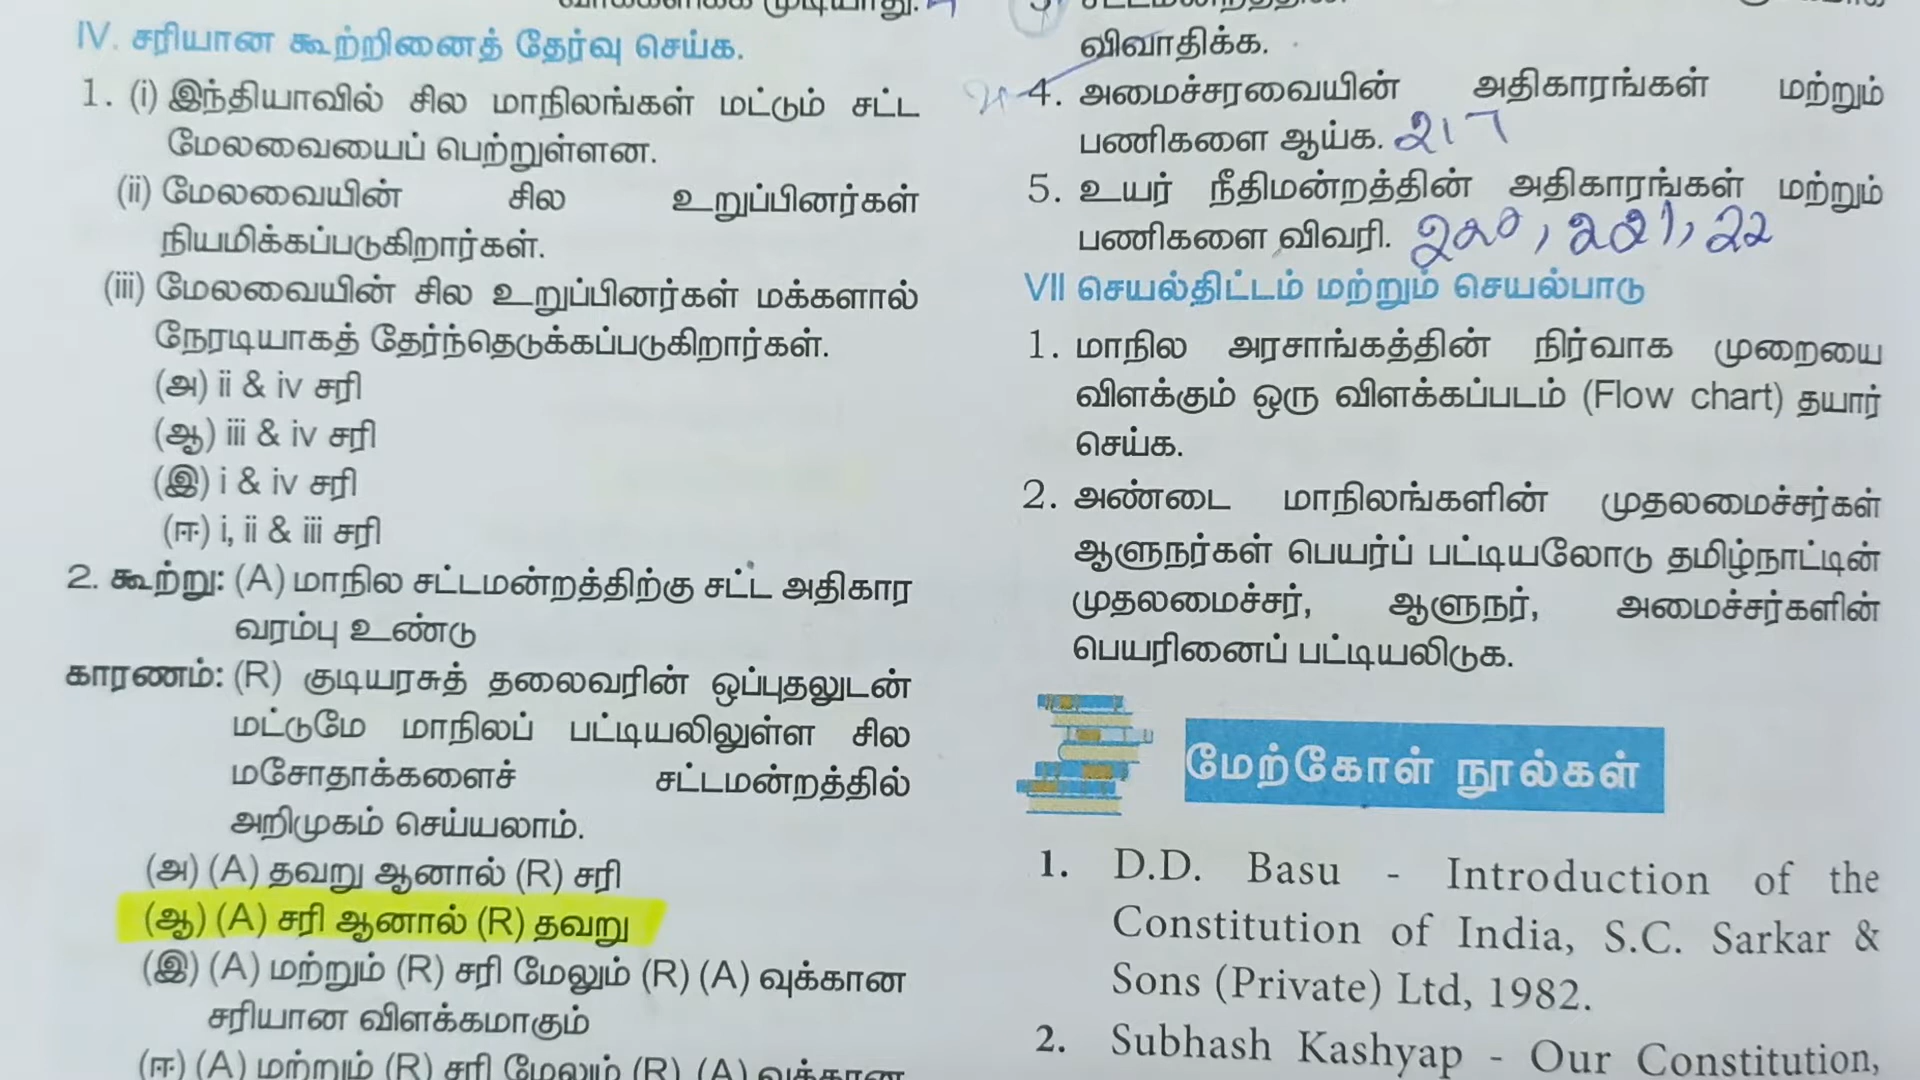 IV. சரியான கூற்றினைத் தேர்வு செய்க.
1. (i) இந்தியாவில் சில மாநிலங்கள் மட்டும் சட்ட
மேலவையைப் பெற்றுள்ளன.
(ii) மேலவையின் சில உறுப்பினர்கள்
நியமிக்கப்படுகிறார்கள்.
(iii) மேலவையின் சில உறுப்பினர்கள் மக்களால்
நேரடியாகத் தேர்ந்தெடுக்கப்படுகிறார்கள்.
(அ) ii & iv சரி
(ஆ) iii & iv சரி
(இ) i & iv சரி
(ஈ) i, ii & iii சரி
2. கூற்று: (A) மாநில சட்டமன்றத்திற்கு சட்ட அதிகார
வரம்பு உண்டு
காரணம்: (R) குடியரசுத் தலைவரின் ஒப்புதலுடன்
மட்டுமே மாநிலப் பட்டியலிலுள்ள சில
மசோதாக்களைச் சட்டமன்றத்தில்
அறிமுகம் செய்யலாம்.
(அ) (A) தவறு ஆனால் (R) சரி
(ஆ) (A) சரி ஆனால் (R) தவறு
(இ) (A) மற்றும் (R) சரி மேலும் (R) (A) வுக்கான
சரியான விளக்கமாகும்
(ஈ) (A) மற்றும் (R) சரி மேலும் (R) (A) வுக்கான
விவாதிக்க.
4. அமைச்சரவையின் அதிகாரங்கள் மற்றும்
பணிகளை ஆய்க. 217
5. உயர் நீதிமன்றத்தின் அதிகாரங்கள் மற்றும்
பணிகளை விவரி. 220, 221, 22
VII செயல்திட்டம் மற்றும் செயல்பாடு
1. மாநில அரசாங்கத்தின் நிர்வாக முறையை
விளக்கும் ஒரு விளக்கப்படம் (Flow chart) தயார்
செய்க.
2. அண்டை மாநிலங்களின் முதலமைச்சர்கள்
ஆளுநர்கள் பெயர்ப் பட்டியலோடு தமிழ்நாட்டின்
முதலமைச்சர், ஆளுநர், அமைச்சர்களின்
பெயரினைப் பட்டியலிடுக.
மேற்கோள் நூல்கள்
1. D.D. Basu - Introduction of the
Constitution of India, S.C. Sarkar &
Sons (Private) Ltd, 1982.
2. Subhash Kashyap - Our Constitution,